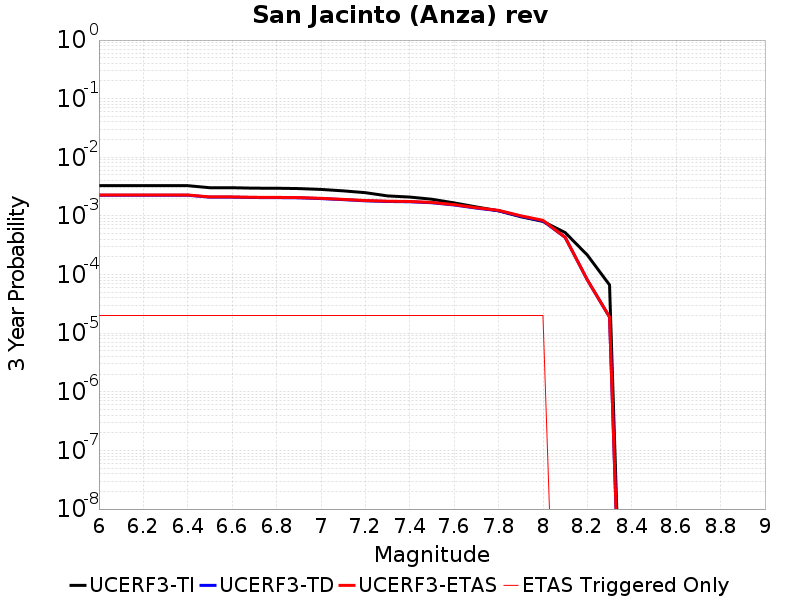 San Jacinto (Anza) rev
10^0
10^-1
10^-2
10^-3
10^-4
10^-5
10^-6
10^-7
10^-8
3 Year Probability
6 6.2 6.4 6.6 6.8 7 7.2 7.4 7.6 7.8 8 8.2 8.4 8.6 8.8 9
Magnitude
UCERF3-TI UCERF3-TD UCERF3-ETAS ETAS Triggered Only